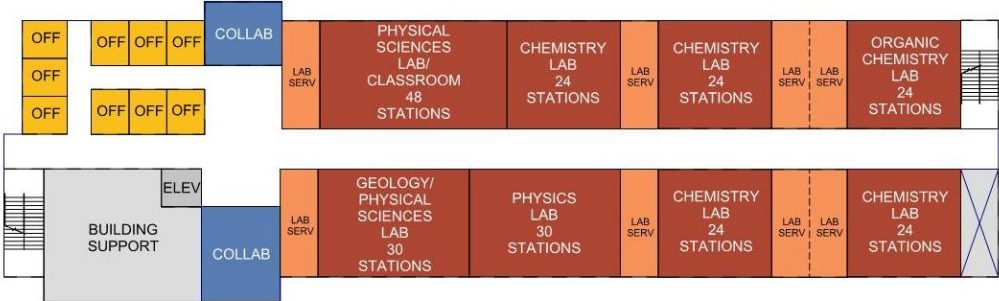 OFF
OFF
OFF
OFF OFF OFF
OFF OFF OFF
COLLAB
LAB
SERV
PHYSICAL
SCIENCES
LAB/
CLASSROOM
48
STATIONS
CHEMISTRY
LAB
24
STATIONS
LAB
SERV
CHEMISTRY
LAB
24
STATIONS
LAB
SERV
LAB
SERV
ORGANIC
CHEMISTRY
LAB
24
STATIONS
BUILDING
SUPPORT
ELEV
COLLAB
LAB
SERV
GEOLOGY/
PHYSICAL
SCIENCES
LAB
30
STATIONS
PHYSICS
LAB
30
STATIONS
LAB
SERV
CHEMISTRY
LAB
24
STATIONS
LAB
SERV
LAB
SERV
CHEMISTRY
LAB
24
STATIONS